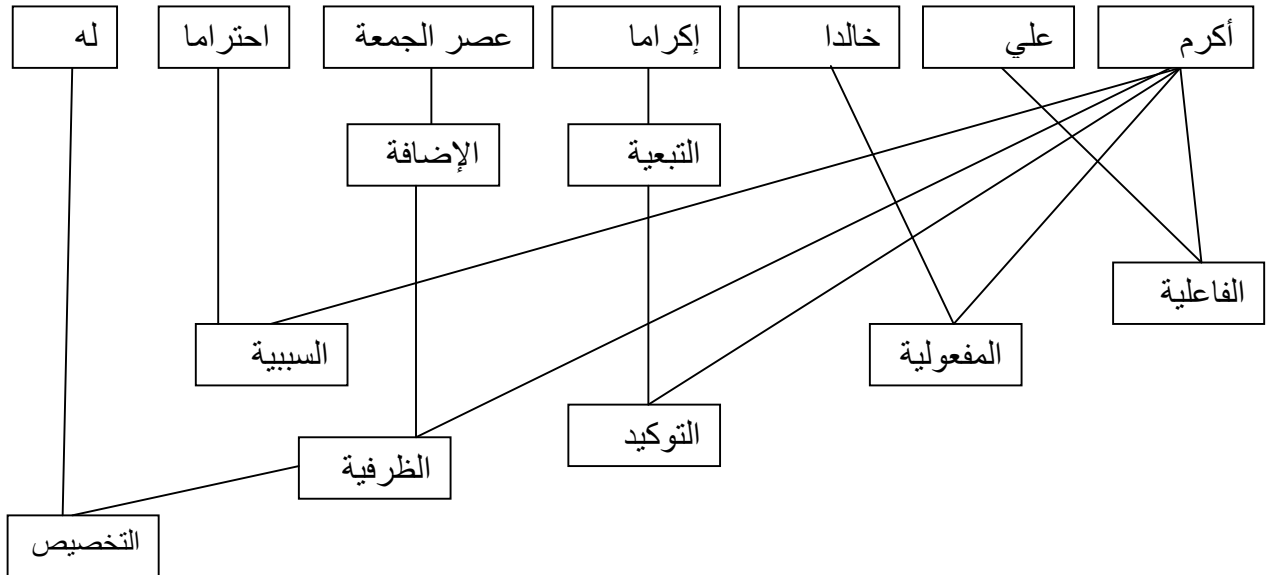 أكرم علي خالدا إكراما عصر الجمعة احتراما له
التبعية الإضافة
الفاعلية
المفعولية السببية
التوكيد
الظرفية
التخصيص